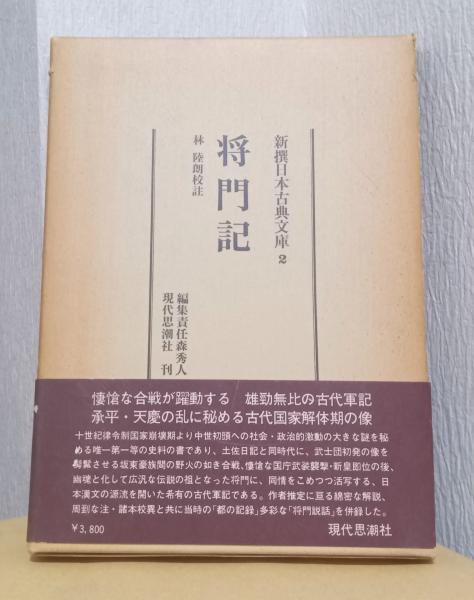 新撰日本古典文庫 2
将門記
林 陸朗校註
編集責任森秀人
現代思潮社 刊
悽愴な合戦が躍動する 雄勁無比の古代軍記
承平・天慶の乱に秘める古代国家解体期の像
十世紀律令制国家崩壊期より中世初頭への社会・政治的激動の大きな謎を秘
める唯一第一等の史料の書であり、土佐日記と同時代に、武士団初発の像を
髣髴させる坂東豪族間の野火の如き合戦、悽愴な国庁武装襲撃・新皇即位の後、
幽魂と化して広汎な伝説の祖となった将門に、同情をこめつつ活写する、日
本漢文の源流を開いた希有の古代軍記である。作者推定に亘る綿密な解説、
周到な注・諸本校異と共に当時の「都の記録」多彩な「将門説話」を併録した。
￥3,800
現代思潮社